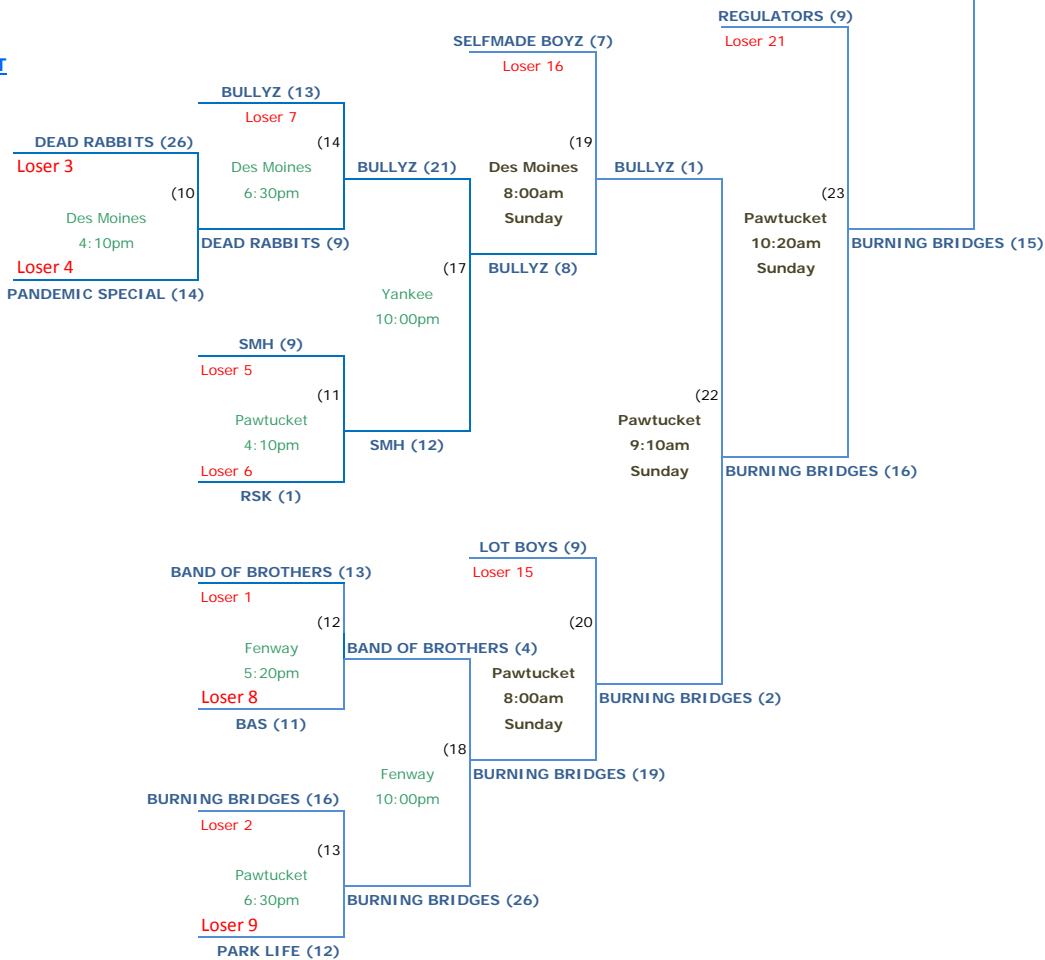 REGULATORS (9)
Loser 21
SELFMADE BOYZ (7)
Loser 16
T
BULLYZ (13)
Loser 7
DEAD RABBITS (26)
Loser 3
(14
Des Moines
6:30pm
BULLYZ (21)
(19
Des Moines
8:00am
Sunday
BULLYZ (1)
(10
Des Moines
4:10pm
(23
Pawtucket
10:20am
Sunday
DEAD RABBITS (9)
BURNING BRIDGES (15)
Loser 4
PANDEMIC SPECIAL (14)
(17
Yankee
10:00pm
BULLYZ (8)
SMH (9)
Loser 5
(11
Pawtucket
4:10pm
SMH (12)
Loser 6
RSK (1)
(22
Pawtucket
9:10am
Sunday
BURNING BRIDGES (16)
LOT BOYS (9)
Loser 15
BAND OF BROTHERS (13)
Loser 1
(12
Fenway
5:20pm
BAND OF BROTHERS (4)
(20
Pawtucket
8:00am
Sunday
Loser 8
BAS (11)
BURNING BRIDGES (2)
(18
Fenway
10:00pm
BURNING BRIDGES (19)
BURNING BRIDGES (16)
Loser 2
(13
Pawtucket
6:30pm
BURNING BRIDGES (26)
Loser 9
PARK LIFE (12)